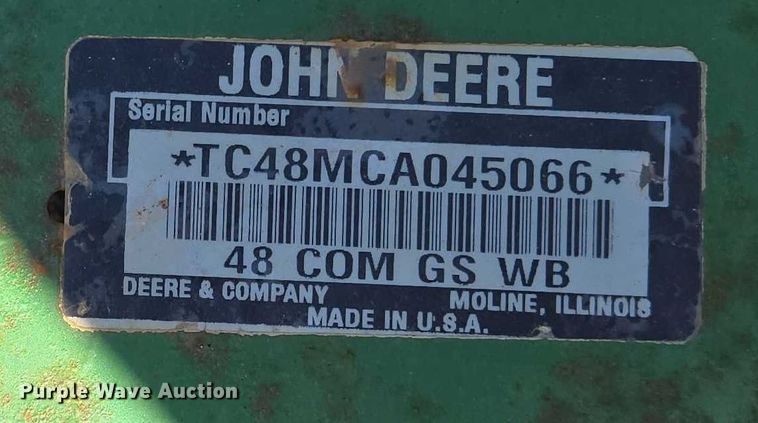 JOHN DEERE
Serial Number
*TC48MCA045066*
48 COM GS WB
DEERE & COMPANY MOLINE, ILLINOIS
MADE IN U.S.A.
Purple Wave Auction